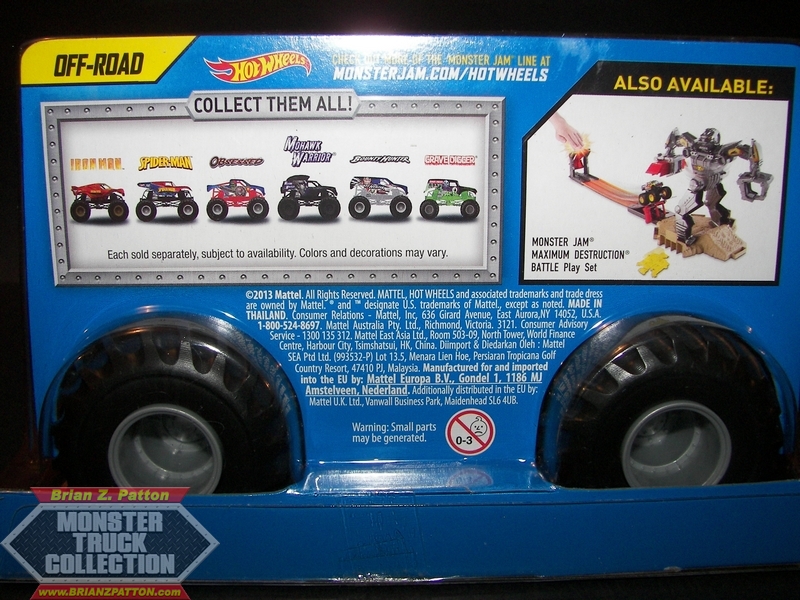 OFF-ROAD
HOT WHEELS
CHECK OUT MORE OF THE MONSTER JAM LINE AT
MONSTERJAM.COM/HOTWHEELS
COLLECT THEM ALL!
IRON MAN
SPIDER-MAN
OBSESSED
MOHAWK
WARRIOR
BOUNTY HUNTER
GRAVE DIGGER
Each sold separately, subject to availability. Colors and decorations may vary.
ALSO AVAILABLE:
MONSTER JAM®
MAXIMUM DESTRUCTION®
BATTLE Play Set
©2013 Mattel. All Rights Reserved. MATTEL, HOT WHEELS and associated trademarks and trade dress
are owned by Mattel. ® and ™ designate U.S. trademarks of Mattel, except as noted. MADE IN
THAILAND. Consumer Relations - Mattel, Inc, 636 Girard Avenue, East Aurora, NY 14052, U.S.A.
1-800-524-8697. Mattel Australia Pty. Ltd., Richmond, Victoria. 3121. Consumer Advisory
Service - 1300 135 312. Mattel East Asia Ltd., Room 503-09, North Tower, World Finance
Centre, Harbour City, Tsimshatsui, HK, China. Diimport & Diedarkan Oleh : Mattel
SEA Ptd Ltd. (993532-P) Lot 13.5, Menara Lien Hoe, Persiaran Tropicana Golf
Country Resort, 47410 PJ, Malaysia. Manufactured for and imported
into the EU by: Mattel Europa B.V., Gondel 1, 1186 MJ
Amstelveen, Nederland. Additionally distributed in the EU by:
Mattel U.K. Ltd., Vanwall Business Park, Maidenhead SL6 4UB.
Warning: Small parts
may be generated.
0-3
Brian Z. Patton
MONSTER
TRUCK
COLLECTION
www.BRIANZPATTON.com